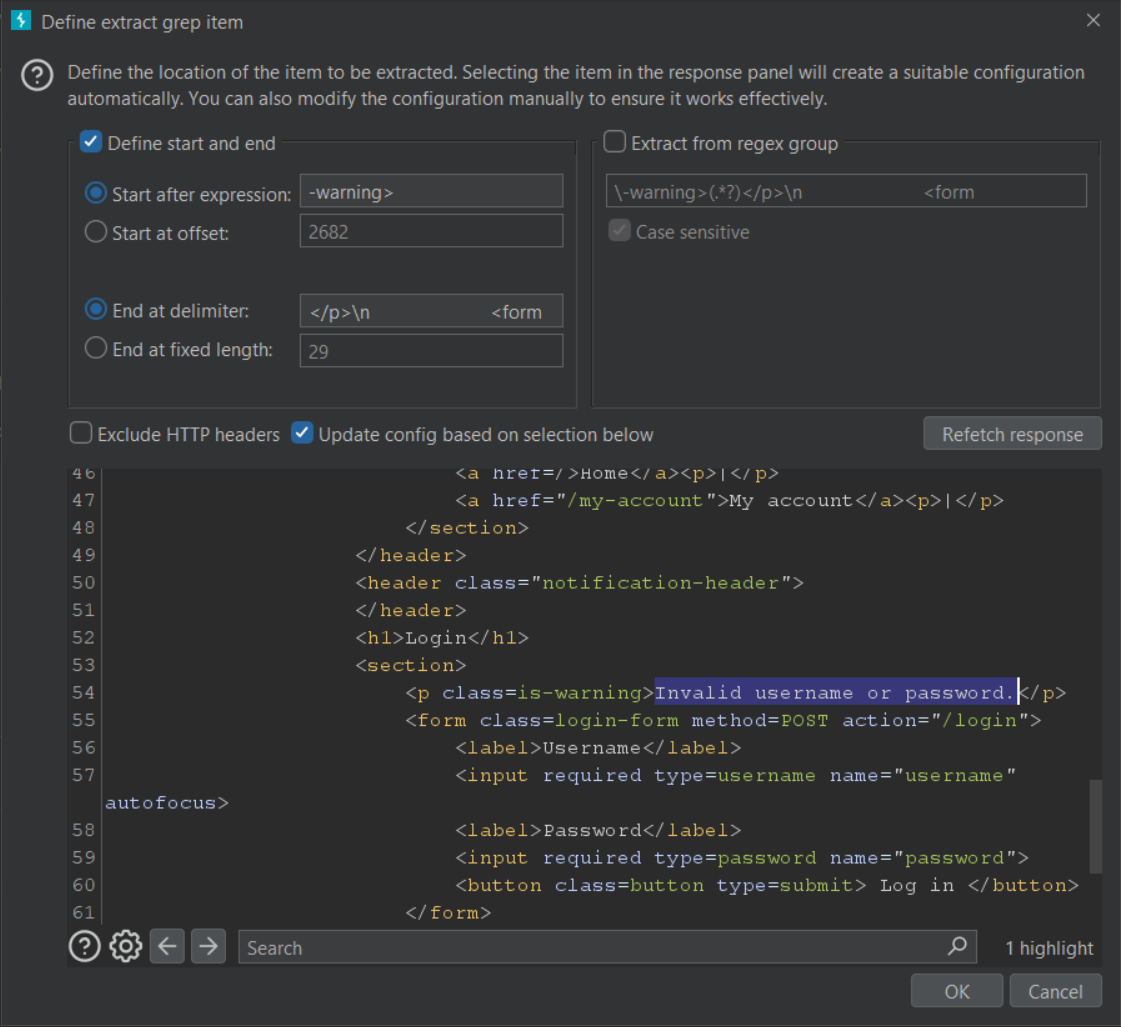 Define extract grep item
Define the location of the item to be extracted. Selecting the item in the response panel will create a suitable configuration
automatically. You can also modify the configuration manually to ensure it works effectively.
Define start and end
Start after expression: -warning>
Start at offset: 2682
End at delimiter: </p>\n                    <form
End at fixed length: 29
Extract from regex group
\-warning>(.*?)</p>\n                    <form
Case sensitive
Exclude HTTP headers
Update config based on selection below
Refetch response
46 <a href=/>Home</a><p>|</p>
47 <a href="/my-account">My account</a><p>|</p>
48 </section>
49 </header>
50 <header class="notification-header">
51 </header>
52 <h1>Login</h1>
53 <section>
54 <p class=is-warning>Invalid username or password.</p>
55 <form class=login-form method=POST action="/login">
56 <label>Username</label>
57 <input required type=username name="username"
autofocus>
58 <label>Password</label>
59 <input required type=password name="password">
60 <button class=button type=submit> Log in </button>
61 </form>
Search
1 highlight
OK
Cancel